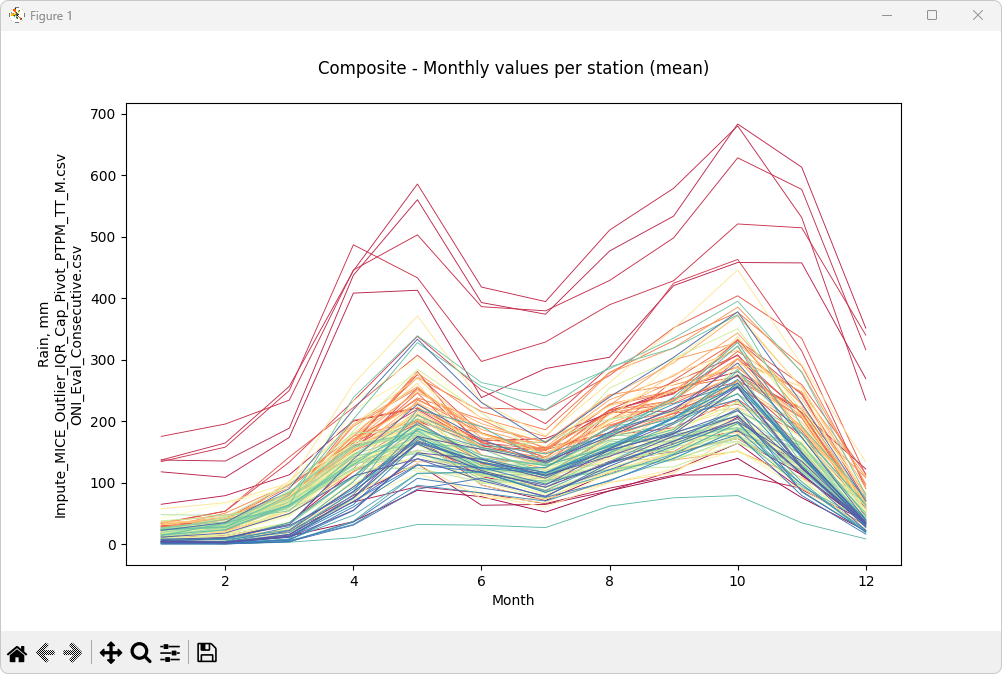 Figure 1
Composite - Monthly values per station (mean)
Rain, mm
Impute_MICE_Outlier_IQR_Cap_Pivot_PTPM_TT_M.csv
ONI_Eval_Consecutive.csv
700
600
500
400
300
200
100
0
2 4 6 8 10 12
Month